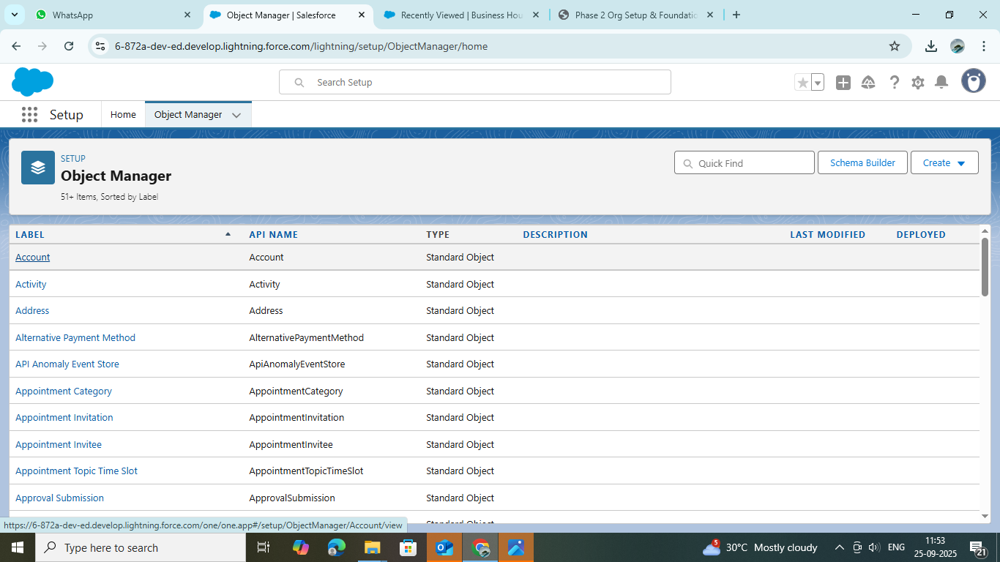 WhatsApp
Object Manager | Salesforce
Recently Viewed | Business Hou
Phase 2 Org Setup & Foundatio
6-872a-dev-ed.develop.lightning.force.com/lightning/setup/ObjectManager/home
Search Setup
Setup
Home
Object Manager
SETUP
Object Manager
51+ Items, Sorted by Label
Quick Find
Schema Builder
Create
LABEL API NAME TYPE DESCRIPTION LAST MODIFIED DEPLOYED
Account Account Standard Object
Activity Activity Standard Object
Address Address Standard Object
Alternative Payment Method AlternativePaymentMethod Standard Object
API Anomaly Event Store ApiAnomalyEventStore Standard Object
Appointment Category AppointmentCategory Standard Object
Appointment Invitation AppointmentInvitation Standard Object
Appointment Invitee AppointmentInvitee Standard Object
Appointment Topic Time Slot AppointmentTopicTimeSlot Standard Object
Approval Submission ApprovalSubmission Standard Object
Standard Object
https://6-872a-dev-ed.develop.lightning.force.com/one/one.app#/setup/ObjectManager/Account/view
Type here to search
5
30°C Mostly cloudy
ENG
11:53
25-09-2025
21